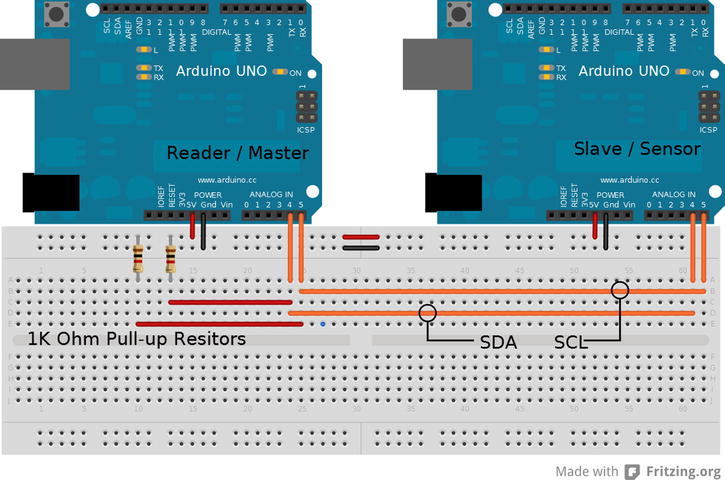 SCL SDA AREF GND 13 12 11 10 9 8 7 6 5 4 3 2 1 0
PWM PWM PWM PWM PWM PWM TX RX
DIGITAL
L
TX
RX
Arduino UNO
ON
1
ICSP
Reader / Master
www.arduino.cc
POWER ANALOG IN
IOREF RESET 3V3 5V Gnd Vin 0 1 2 3 4 5
SCL SDA AREF GND 13 12 11 10 9 8 7 6 5 4 3 2 1 0
PWM PWM PWM PWM PWM PWM TX RX
DIGITAL
L
TX
RX
Arduino UNO
ON
1
ICSP
Slave / Sensor
www.arduino.cc
POWER ANALOG IN
IOREF RESET 3V3 5V Gnd Vin 0 1 2 3 4 5
1 5 10 15 20 25 30 35 40 45 50 55 60
A
B
C
D
E
1K Ohm Pull-up Resitors
SDA SCL
F
G
H
I
J
1 5 10 15 20 25 30 35 40 45 50 55 60
Made with Fritzing.org